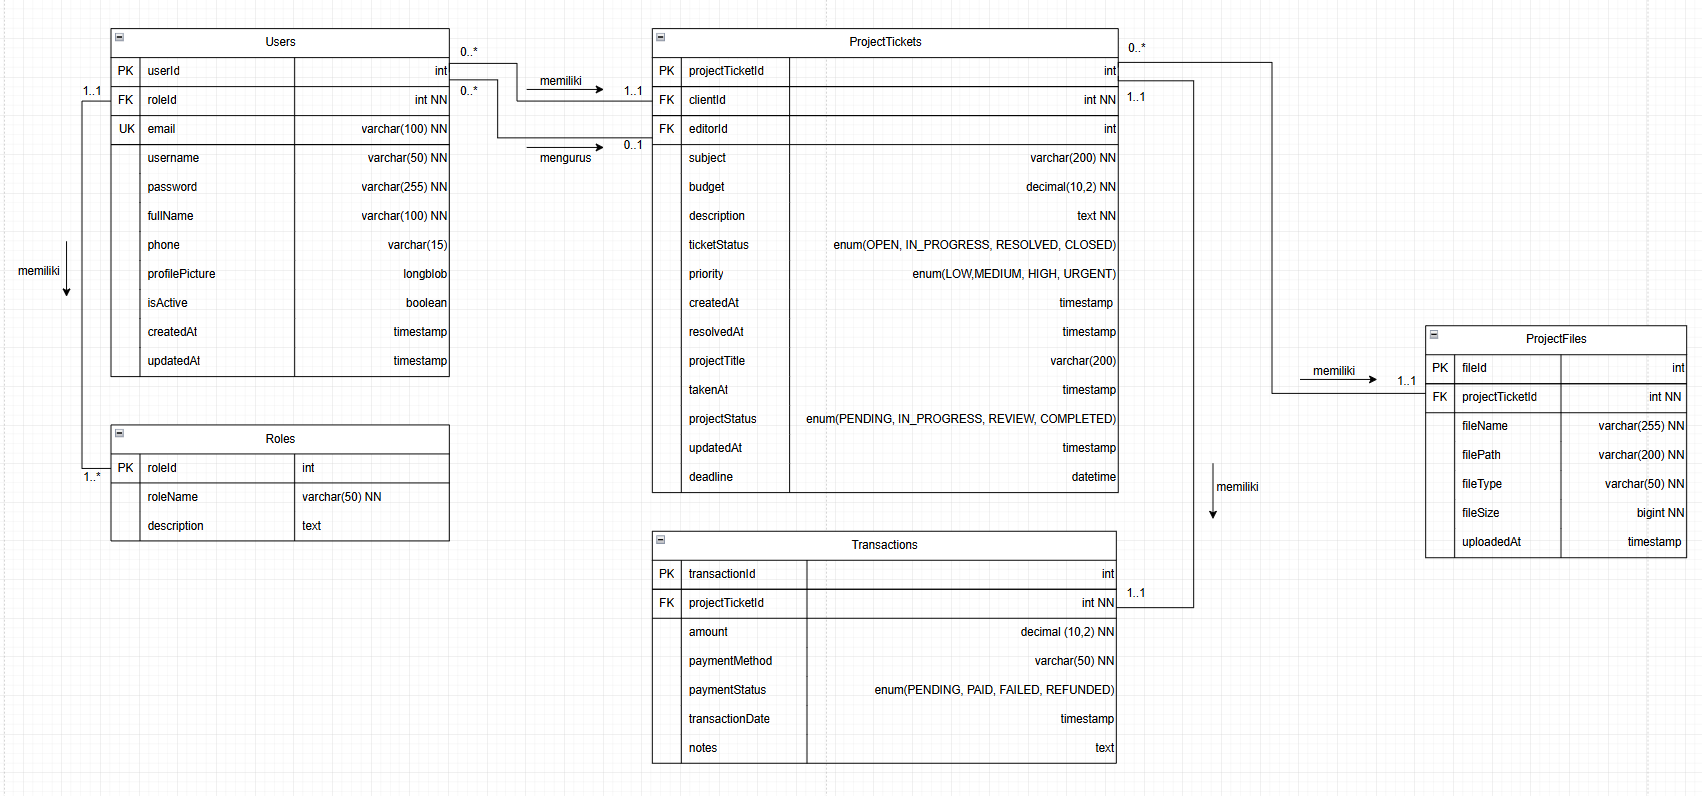 Users
PK userId int
FK roleId int NN
UK email varchar(100) NN
username varchar(50) NN
password varchar(255) NN
fullName varchar(100) NN
phone varchar(15)
profilePicture longblob
isActive boolean
createdAt timestamp
updatedAt timestamp
1..1
memiliki
1..*
Roles
PK roleId int
roleName varchar(50) NN
description text
0..*
0..*
memiliki
1..1
mengurus
0..1
ProjectTickets
PK projectTicketId int
FK clientId int NN
FK editorId int
subject varchar(200) NN
budget decimal(10,2) NN
description text NN
ticketStatus enum(OPEN, IN_PROGRESS, RESOLVED, CLOSED)
priority enum(LOW,MEDIUM, HIGH, URGENT)
createdAt timestamp
resolvedAt timestamp
projectTitle varchar(200)
takenAt timestamp
projectStatus enum(PENDING, IN_PROGRESS, REVIEW, COMPLETED)
updatedAt timestamp
deadline datetime
Transactions
PK transactionId int
FK projectTicketId int NN
amount decimal (10,2) NN
paymentMethod varchar(50) NN
paymentStatus enum(PENDING, PAID, FAILED, REFUNDED)
transactionDate timestamp
notes text
0..*
1..1
memiliki
1..1
memiliki
1..1
ProjectFiles
PK fileId int
FK projectTicketId int NN
fileName varchar(255) NN
filePath varchar(200) NN
fileType varchar(50) NN
fileSize bigint NN
uploadedAt timestamp